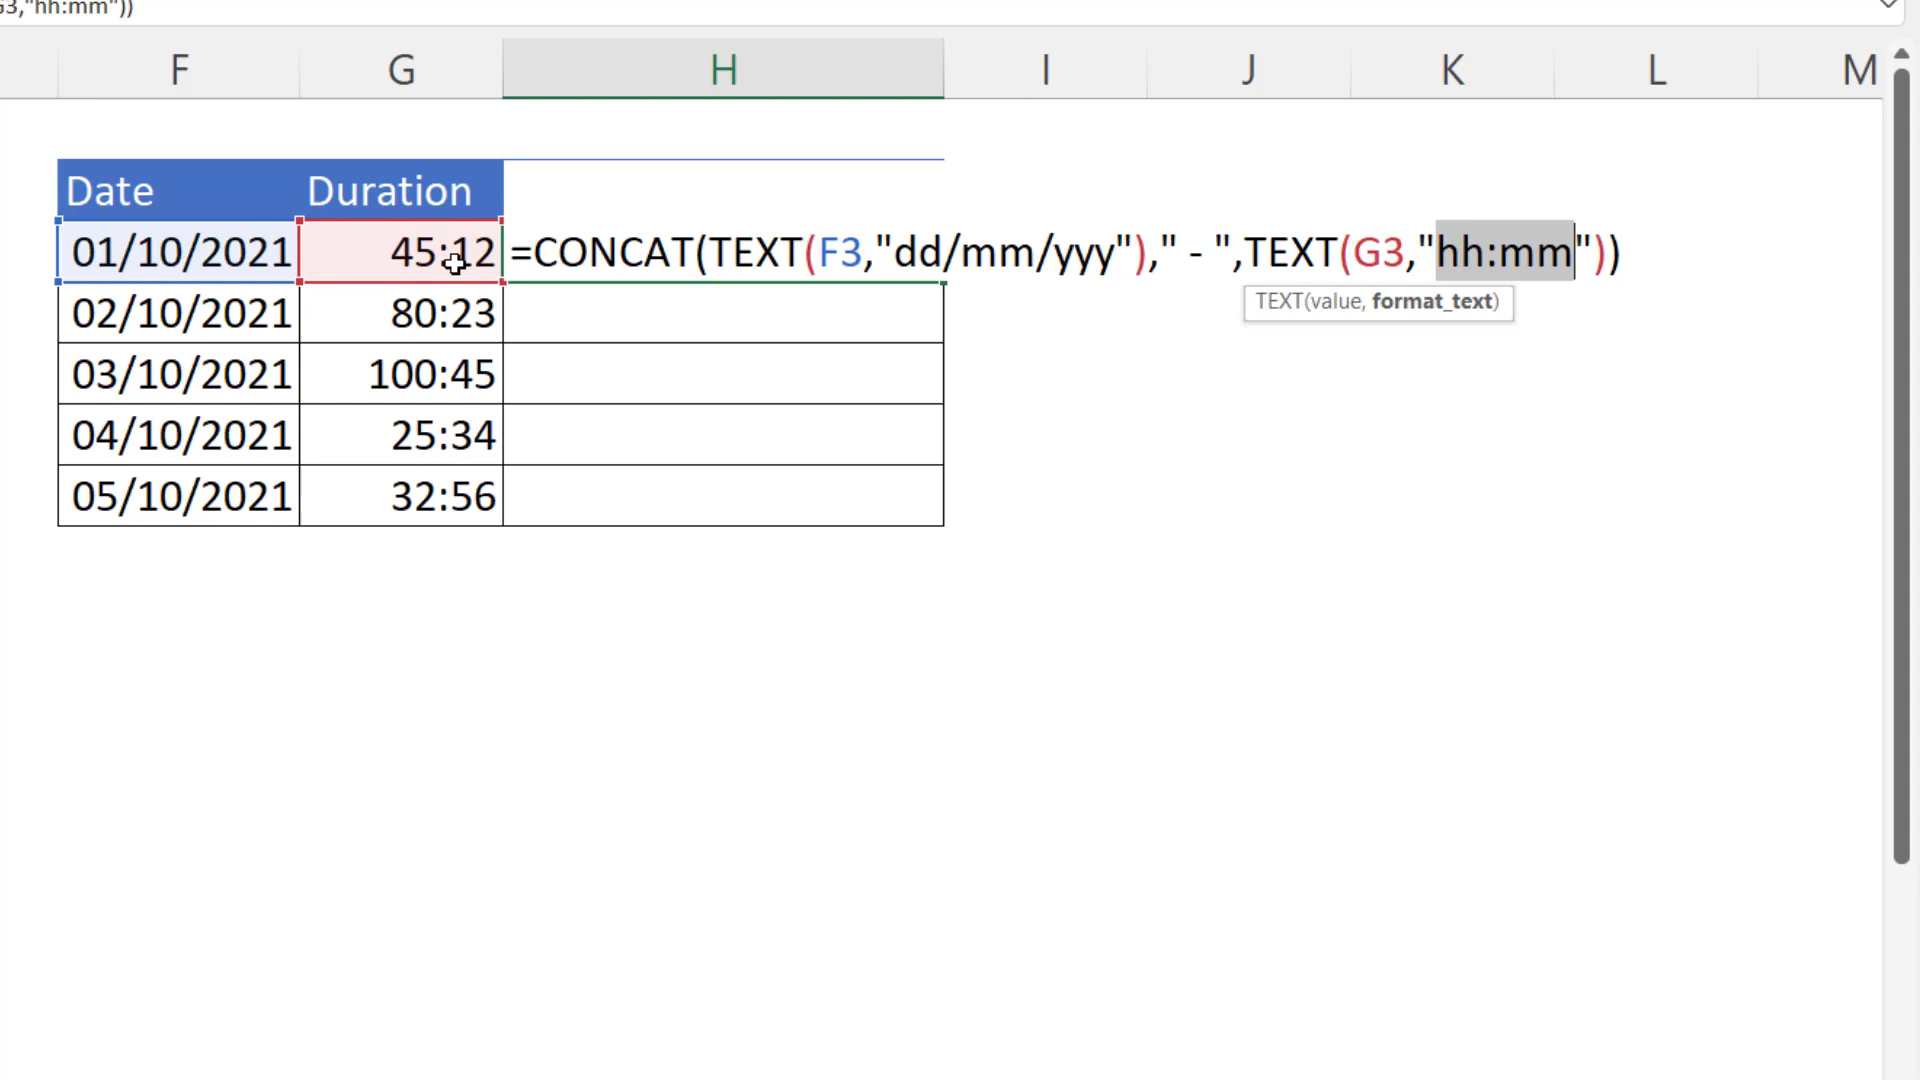 G3,"hh:mm"))
F G H I J K L M
Date Duration
01/10/2021 45:12 =CONCAT(TEXT(F3,"dd/mm/yyy")," - ",TEXT(G3,"hh:mm"))
TEXT(value, format_text)
02/10/2021 80:23
03/10/2021 100:45
04/10/2021 25:34
05/10/2021 32:56